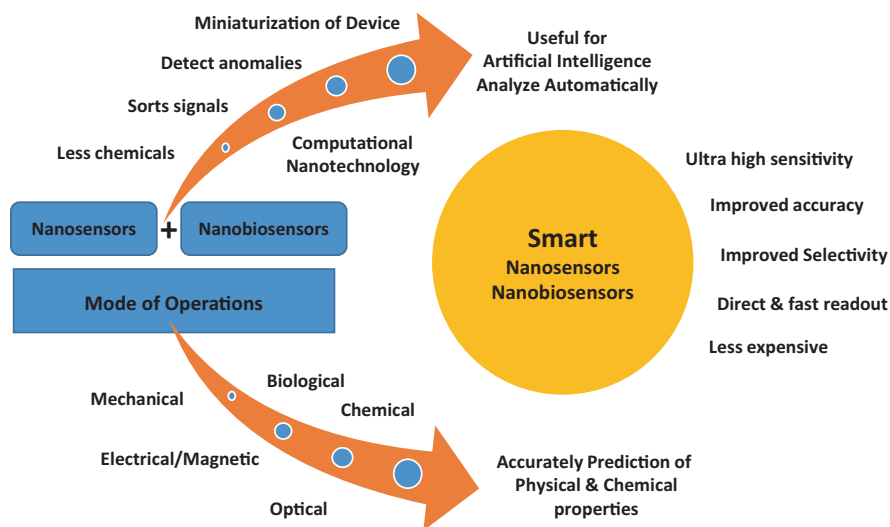 Miniaturization of Device
Detect anomalies
Sorts signals
Less chemicals
Computational
Nanotechnology
Useful for
Artificial Intelligence
Analyze Automatically
Nanosensors
+
Nanobiosensors
Mode of Operations
Smart
Nanosensors
Nanobiosensors
Ultra high sensitivity
Improved accuracy
Improved Selectivity
Direct & fast readout
Less expensive
Mechanical
Biological
Chemical
Electrical/Magnetic
Optical
Accurately Prediction of
Physical & Chemical
properties